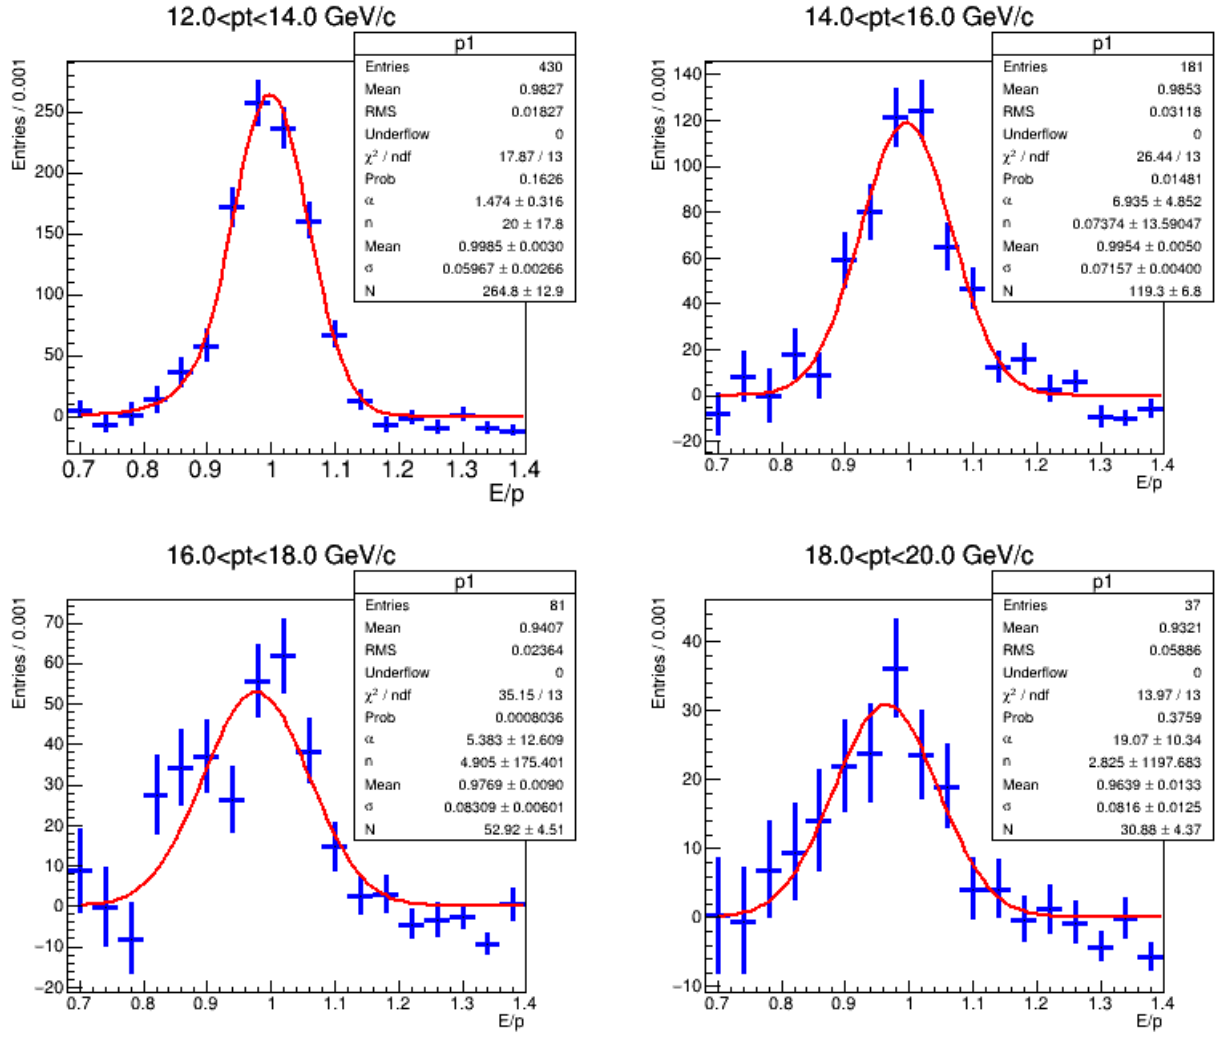 12.0<pt<14.0 GeV/c
p1
Entries 430
Mean 0.9827
RMS 0.01827
Underflow 0
χ² / ndf 17.87 / 13
Prob 0.1626
α 1.474 ± 0.316
n 20 ± 17.8
Mean 0.9985 ± 0.0030
σ 0.05967 ± 0.00266
N 264.8 ± 12.9
Entries / 0.001
250
200
150
100
50
0
0.7 0.8 0.9 1 1.1 1.2 1.3 1.4
E/p
14.0<pt<16.0 GeV/c
p1
Entries 181
Mean 0.9853
RMS 0.03118
Underflow 0
χ² / ndf 26.44 / 13
Prob 0.01481
α 6.935 ± 4.852
n 0.07374 ± 13.59047
Mean 0.9954 ± 0.0050
σ 0.07157 ± 0.00400
N 119.3 ± 6.8
Entries / 0.001
140
120
100
80
60
40
20
0
−20
0.7 0.8 0.9 1 1.1 1.2 1.3 1.4
E/p
16.0<pt<18.0 GeV/c
p1
Entries 81
Mean 0.9407
RMS 0.02364
Underflow 0
χ² / ndf 35.15 / 13
Prob 0.0008036
α 5.383 ± 12.609
n 4.905 ± 175.401
Mean 0.9769 ± 0.0090
σ 0.08309 ± 0.00601
N 52.92 ± 4.51
Entries / 0.001
70
60
50
40
30
20
10
0
−10
−20
0.7 0.8 0.9 1 1.1 1.2 1.3 1.4
E/p
18.0<pt<20.0 GeV/c
p1
Entries 37
Mean 0.9321
RMS 0.05886
Underflow 0
χ² / ndf 13.97 / 13
Prob 0.3759
α 19.07 ± 10.34
n 2.825 ± 1197.683
Mean 0.9639 ± 0.0133
σ 0.0816 ± 0.0125
N 30.88 ± 4.37
Entries / 0.001
40
30
20
10
0
−10
0.7 0.8 0.9 1 1.1 1.2 1.3 1.4
E/p